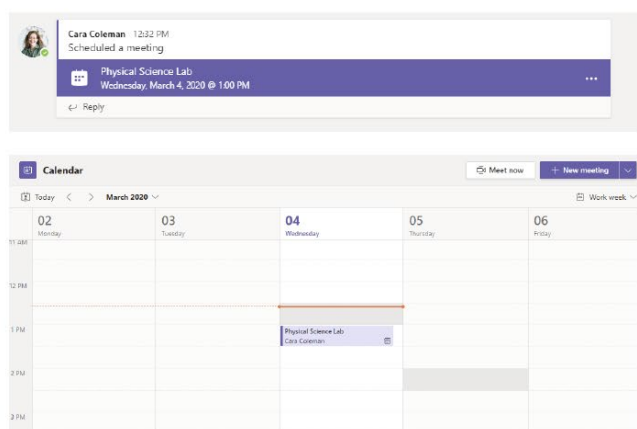 Cara Coleman 12:32 PM
Scheduled a meeting
Physical Science Lab
Wednesday, March 4, 2020 @ 1:00 PM
Reply
Calendar
Meet now
New meeting
Today
March 2020
Work week
02
Monday
03
Tuesday
04
Wednesday
05
Thursday
06
Friday
11 AM
12 PM
1 PM
Physical Science Lab
Cara Coleman
2 PM
3 PM